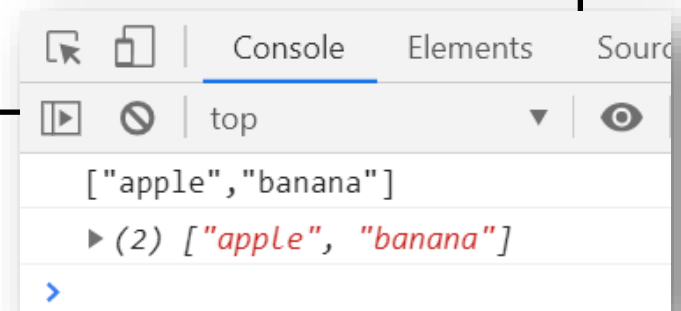 Console Elements Sourc
top
["apple","banana"]
(2) ["apple", "banana"]